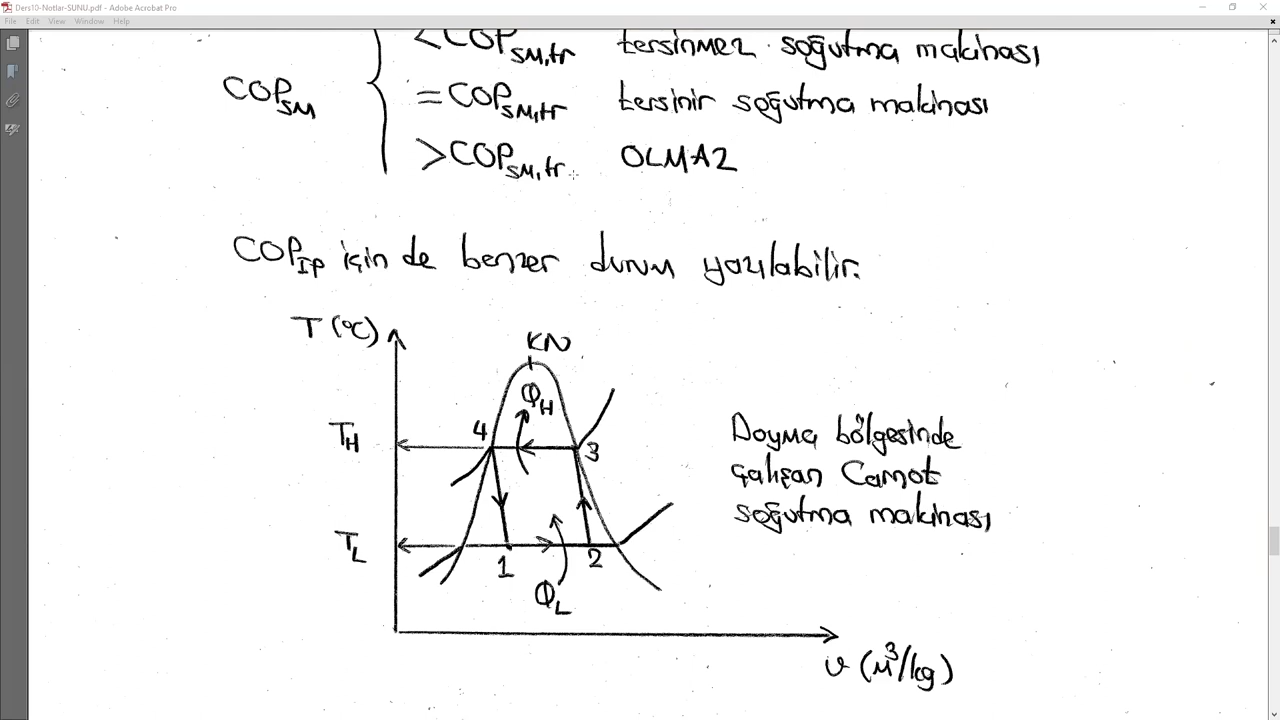 Ders10-Notlar-SUNU.pdf - Adobe Acrobat Pro
File Edit View Window Help
<COP_SM,tr tersinmez soğutma makinası
COP_SM
=COP_SM,tr tersinir soğutma makinası
>COP_SM,tr OLMAZ
COP_IP için de benzer durum yazılabilir.
T (°C)
KN
Q_H
T_H
4
3
Doyma bölgesinde
çalışan Carnot
soğutma makinası
T_L
1
2
Q_L
v (m³/kg)